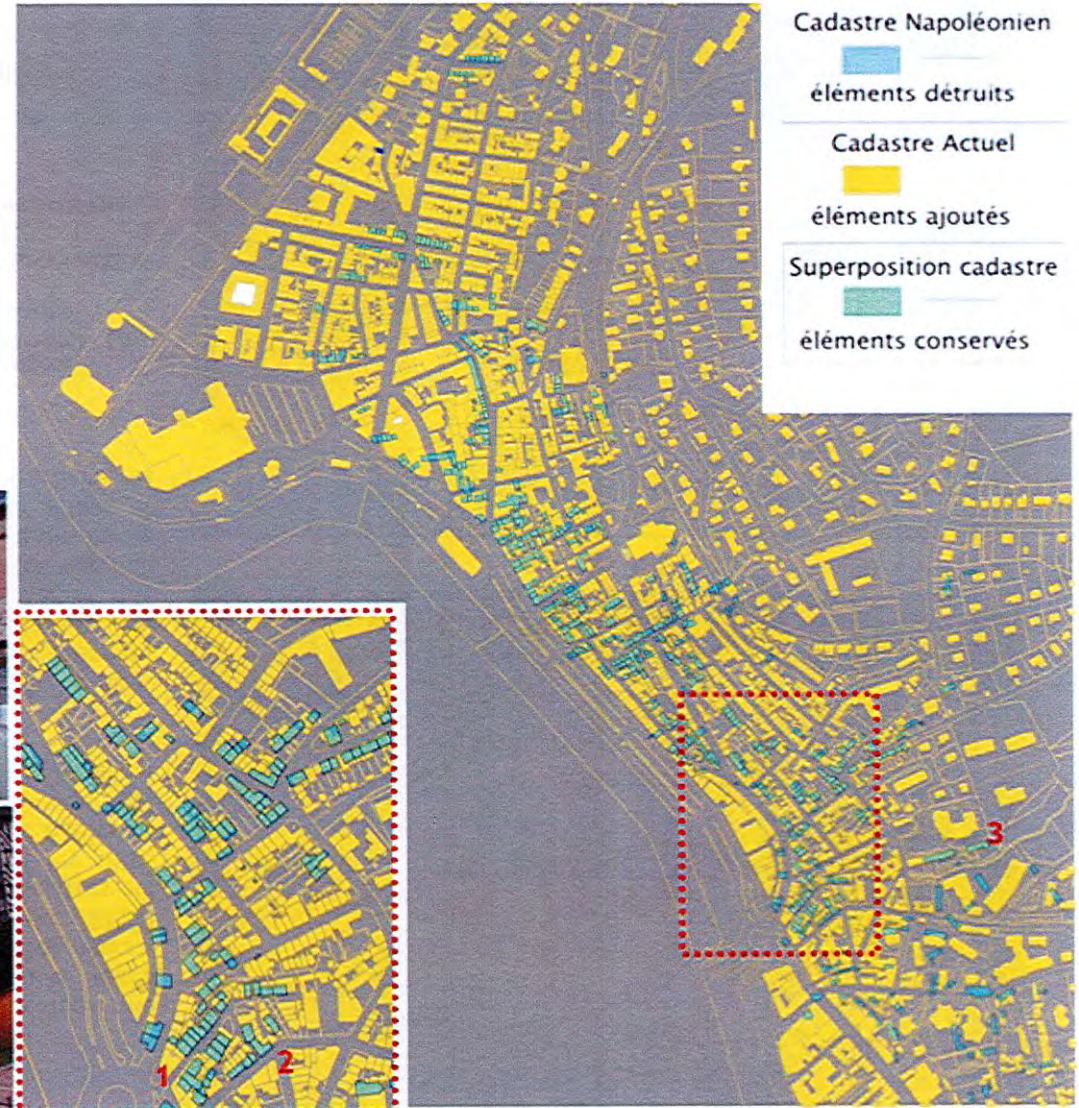 Cadastre Napoléonien
éléments détruits
Cadastre Actuel
éléments ajoutés
Superposition cadastre
éléments conservés
3
1
2